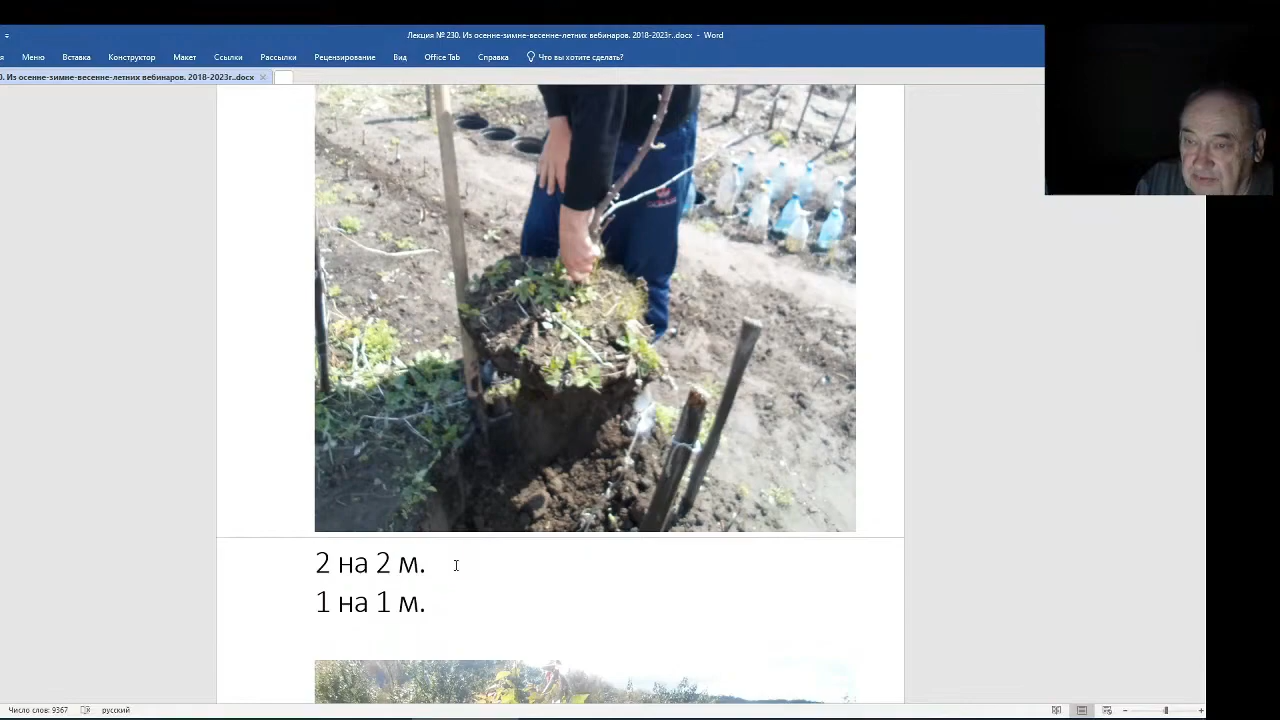 Лекция № 230. Из осенне-зимне-весенне-летних вебинаров. 2018-2023г..docx - Word
Меню Вставка Конструктор Макет Ссылки Рассылки Рецензирование Вид Office Tab Справка Что вы хотите сделать?
0. Из осенне-зимне-весенне-летних вебинаров. 2018-2023г..docx
2 на 2 м.
1 на 1 м.
Число слов: 9367 русский